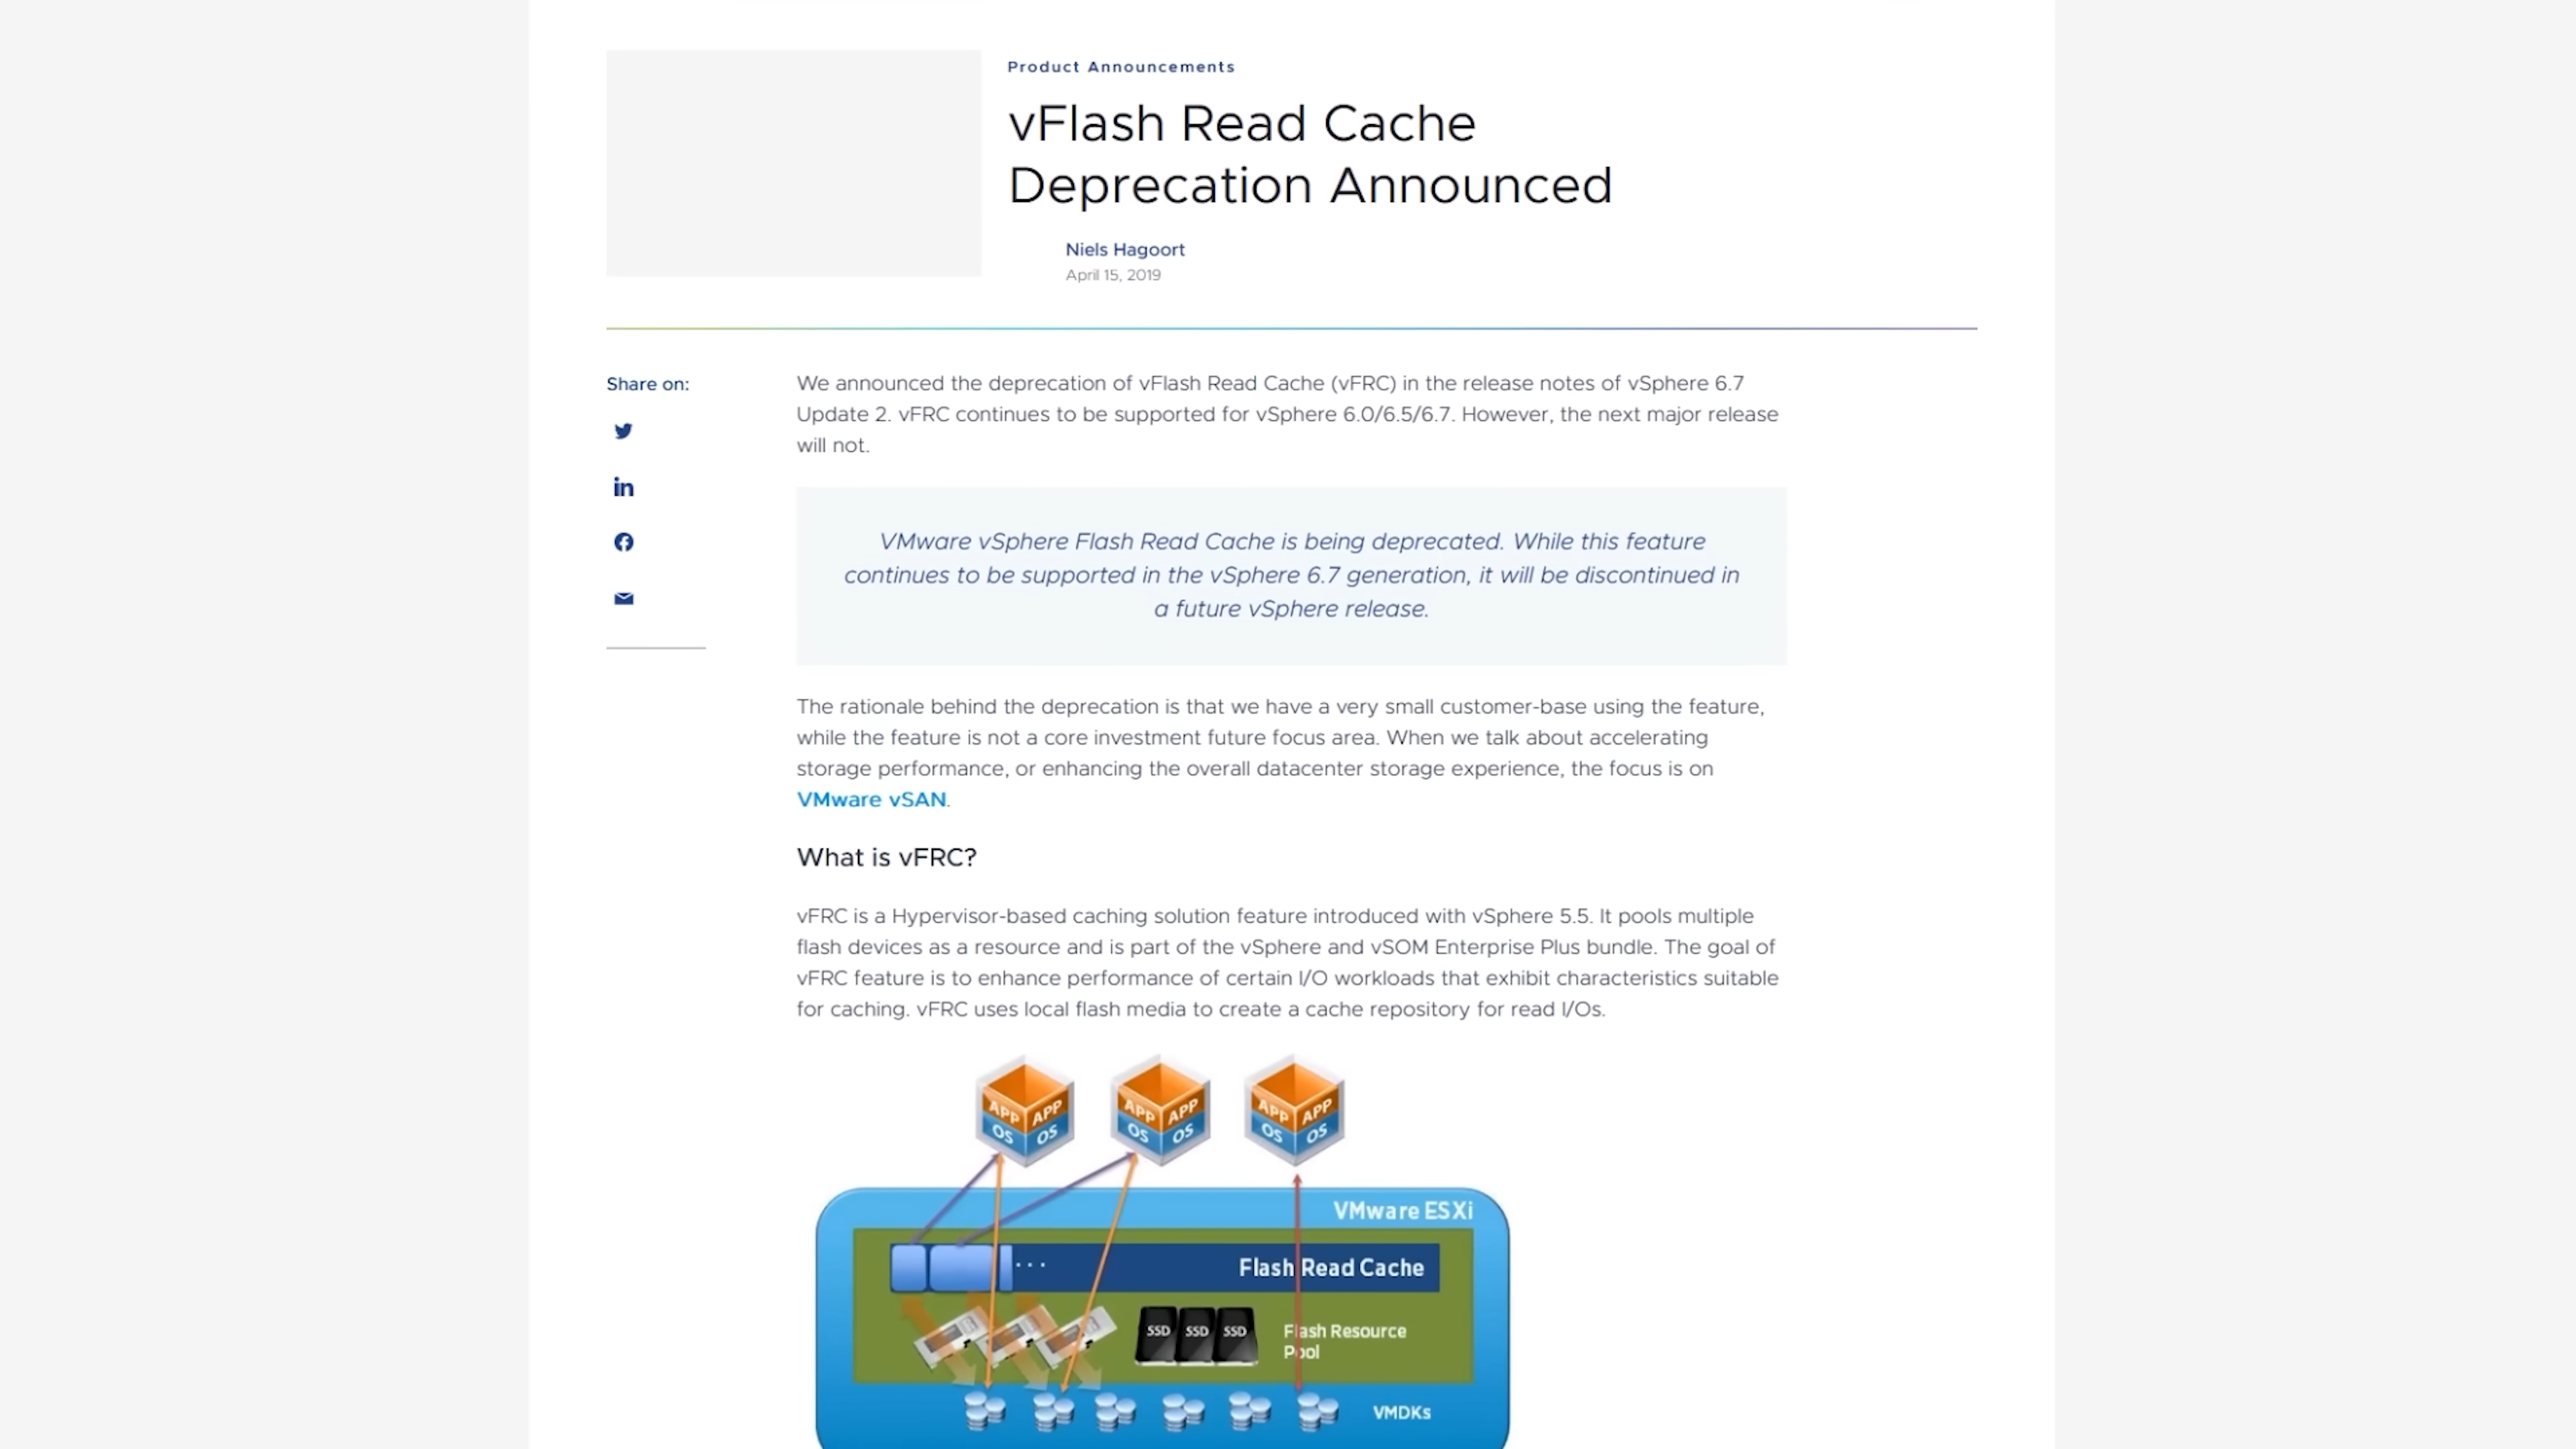 Product Announcements
vFlash Read Cache
Deprecation Announced
Niels Hagoort
April 15, 2019
Share on:
We announced the deprecation of vFlash Read Cache (vFRC) in the release notes of vSphere 6.7
Update 2. vFRC continues to be supported for vSphere 6.0/6.5/6.7. However, the next major release
will not.
VMware vSphere Flash Read Cache is being deprecated. While this feature
continues to be supported in the vSphere 6.7 generation, it will be discontinued in
a future vSphere release.
The rationale behind the deprecation is that we have a very small customer-base using the feature,
while the feature is not a core investment future focus area. When we talk about accelerating
storage performance, or enhancing the overall datacenter storage experience, the focus is on
VMware vSAN.
What is vFRC?
vFRC is a Hypervisor-based caching solution feature introduced with vSphere 5.5. It pools multiple
flash devices as a resource and is part of the vSphere and vSOM Enterprise Plus bundle. The goal of
vFRC feature is to enhance performance of certain I/O workloads that exhibit characteristics suitable
for caching. vFRC uses local flash media to create a cache repository for read I/Os.
APP APP APP APP APP APP
OS OS OS OS OS OS
VMware ESXi
... Flash Read Cache
SSD SSD SSD Flash Resource
Pool
VMDKs